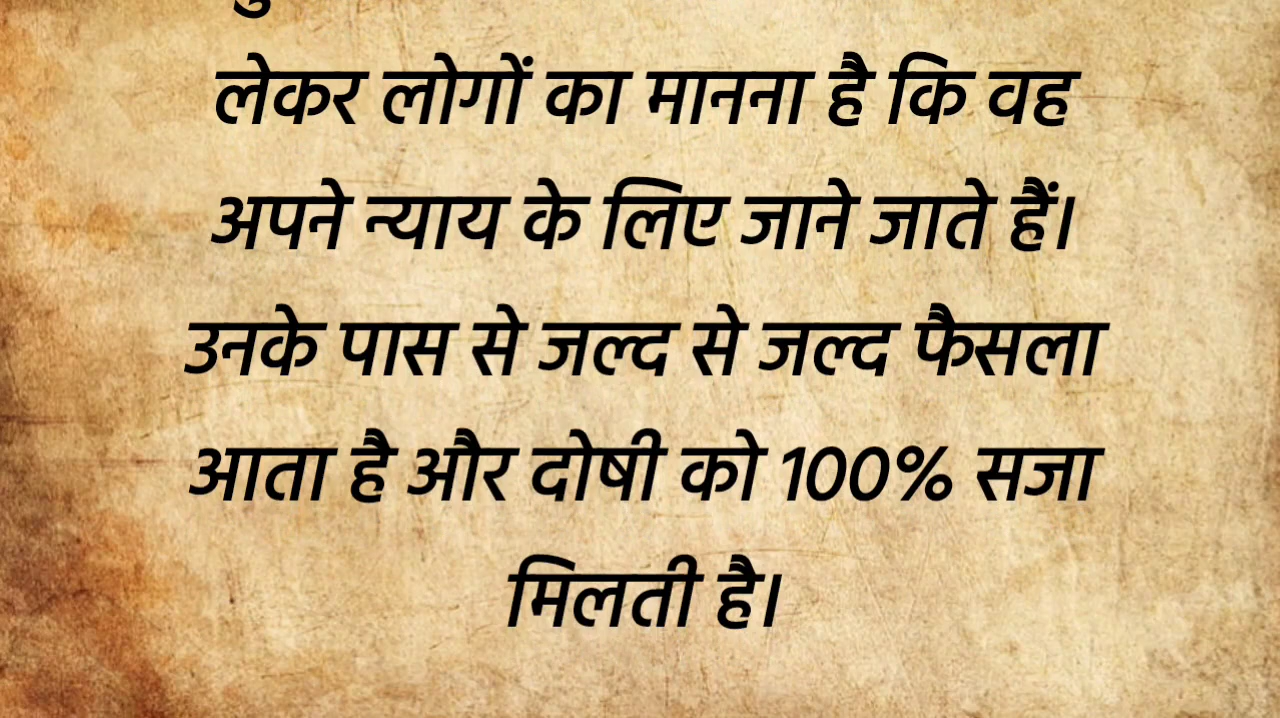 लेकर लोगों का मानना है कि वह
अपने न्याय के लिए जाने जाते हैं।
उनके पास से जल्द से जल्द फैसला
आता है और दोषी को 100% सजा
मिलती है।